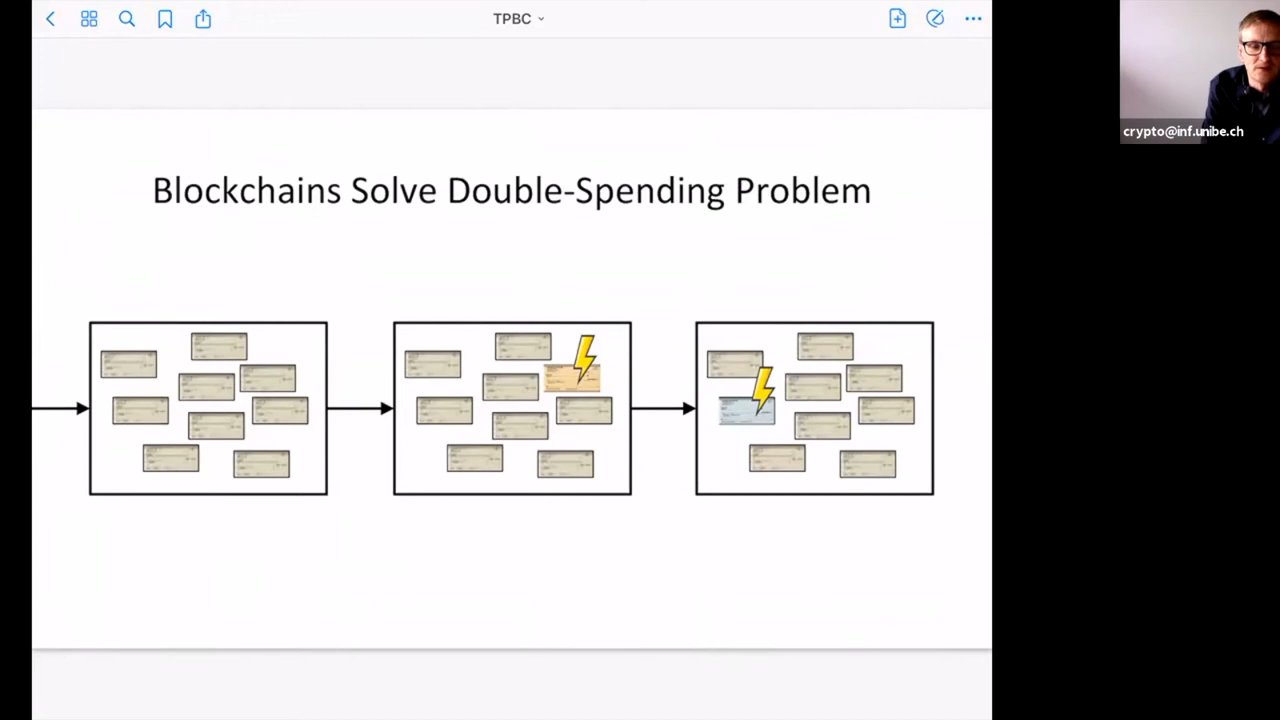 TPBC
crypto@inf.unibe.ch
Blockchains Solve Double-Spending Problem